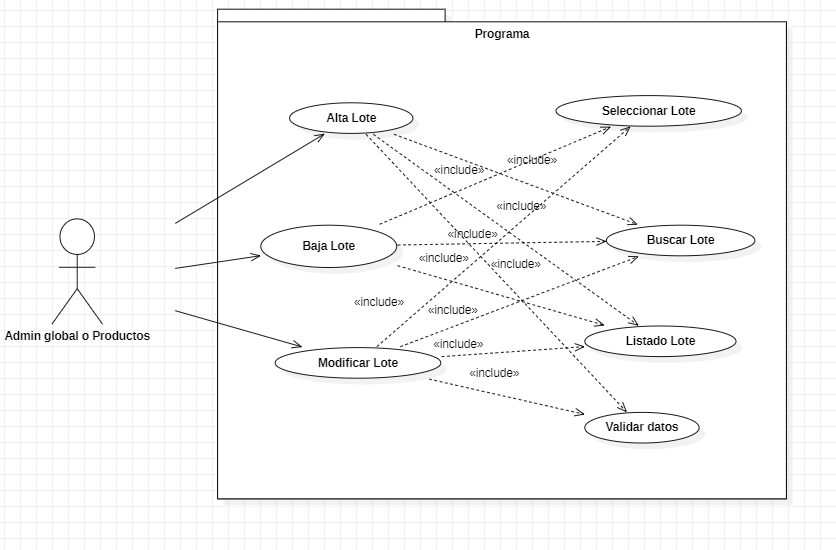 Programa
Alta Lote
Seleccionar Lote
«include»
«include»
«include»
«include»
Baja Lote
Buscar Lote
«include»
«include»
«include»
«include»
Admin global o Productos
Listado Lote
«include»
Modificar Lote
«include»
Validar datos